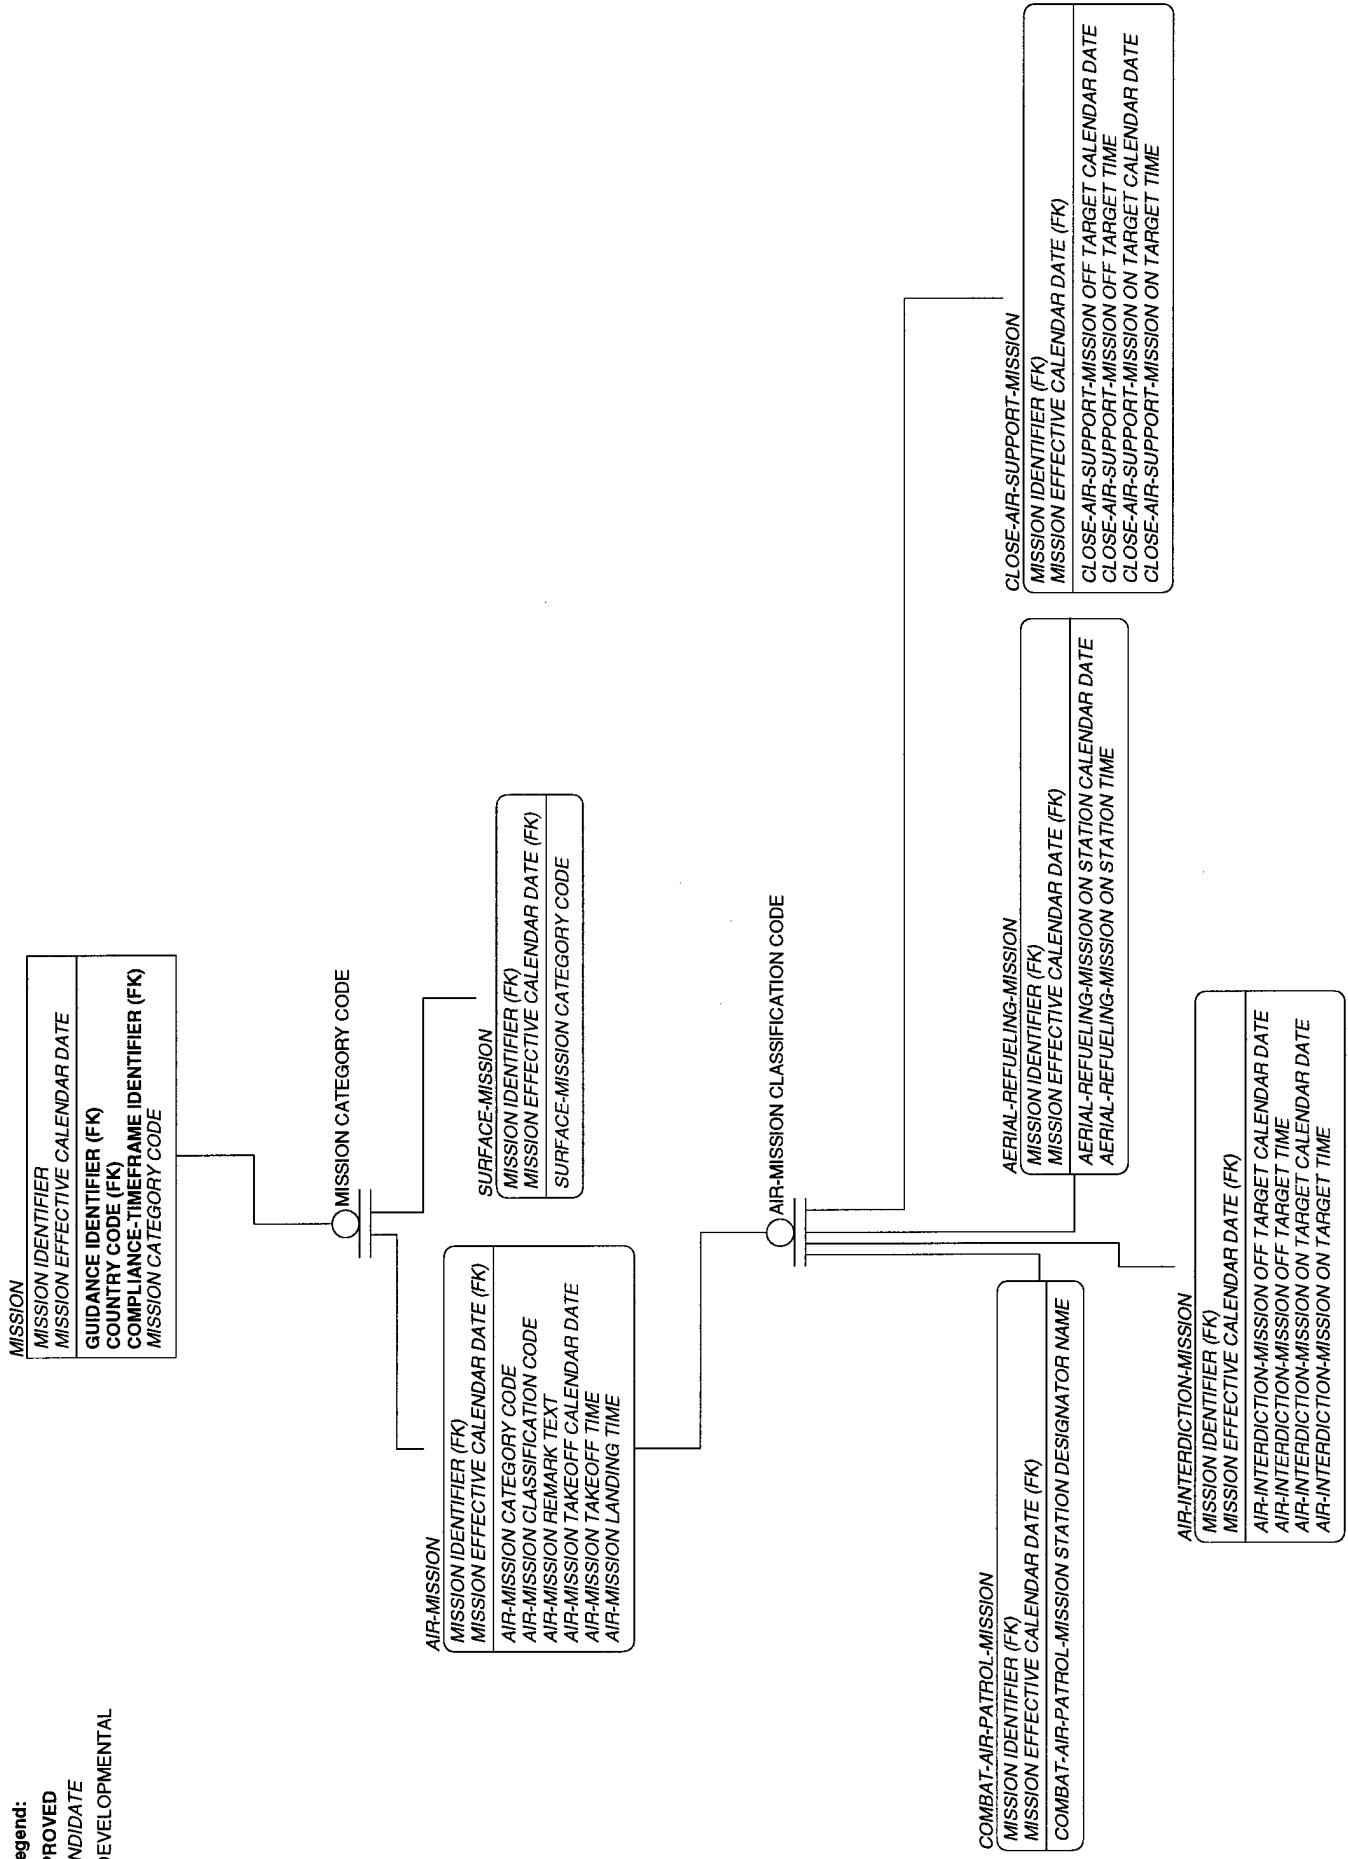 egend:
PROVED
NDIDATE
DEVELOPMENTAL
MISSION
MISSION IDENTIFIER
MISSION EFFECTIVE CALENDAR DATE
GUIDANCE IDENTIFIER (FK)
COUNTRY CODE (FK)
COMPLIANCE-TIMEFRAME IDENTIFIER (FK)
MISSION CATEGORY CODE
MISSION CATEGORY CODE
AIR-MISSION
MISSION IDENTIFIER (FK)
MISSION EFFECTIVE CALENDAR DATE (FK)
AIR-MISSION CATEGORY CODE
AIR-MISSION CLASSIFICATION CODE
AIR-MISSION REMARK TEXT
AIR-MISSION TAKEOFF CALENDAR DATE
AIR-MISSION TAKEOFF TIME
AIR-MISSION LANDING TIME
SURFACE-MISSION
MISSION IDENTIFIER (FK)
MISSION EFFECTIVE CALENDAR DATE (FK)
SURFACE-MISSION CATEGORY CODE
AIR-MISSION CLASSIFICATION CODE
COMBAT-AIR-PATROL-MISSION
MISSION IDENTIFIER (FK)
MISSION EFFECTIVE CALENDAR DATE (FK)
COMBAT-AIR-PATROL-MISSION STATION DESIGNATOR NAME
AERIAL-REFUELING-MISSION
MISSION IDENTIFIER (FK)
MISSION EFFECTIVE CALENDAR DATE (FK)
AERIAL-REFUELING-MISSION ON STATION CALENDAR DATE
AERIAL-REFUELING-MISSION ON STATION TIME
CLOSE-AIR-SUPPORT-MISSION
MISSION IDENTIFIER (FK)
MISSION EFFECTIVE CALENDAR DATE (FK)
CLOSE-AIR-SUPPORT-MISSION OFF TARGET CALENDAR DATE
CLOSE-AIR-SUPPORT-MISSION OFF TARGET TIME
CLOSE-AIR-SUPPORT-MISSION ON TARGET CALENDAR DATE
CLOSE-AIR-SUPPORT-MISSION ON TARGET TIME
AIR-INTERDICTION-MISSION
MISSION IDENTIFIER (FK)
MISSION EFFECTIVE CALENDAR DATE (FK)
AIR-INTERDICTION-MISSION OFF TARGET CALENDAR DATE
AIR-INTERDICTION-MISSION OFF TARGET TIME
AIR-INTERDICTION-MISSION ON TARGET CALENDAR DATE
AIR-INTERDICTION-MISSION ON TARGET TIME